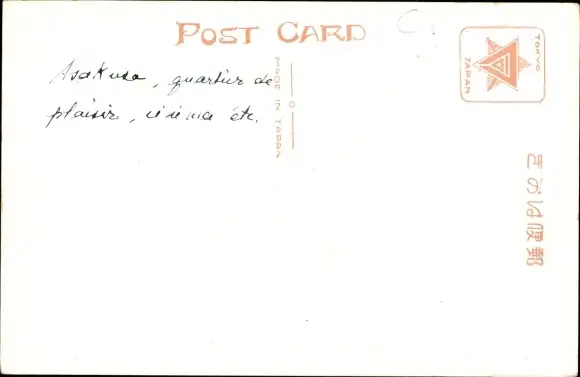 POST CARD
Asakusa, quartier de
plaisir, cinéma etc.
MADE IN JAPAN
TOKYO
JAPAN
郵便はがき